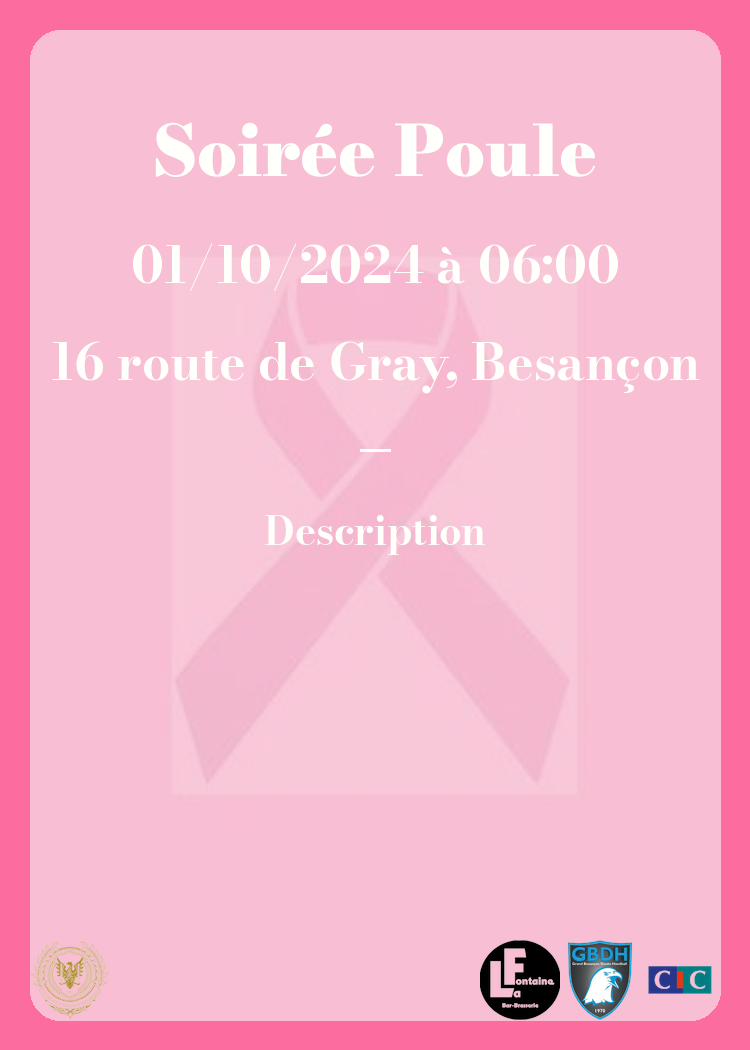 Soirée Poule
01/10/2024 à 06:00
16 route de Gray, Besançon
—
Description
La Fontaine
Bar-Brasserie
GBDH
Grand Besançon Doubs Handball
1970
CIC